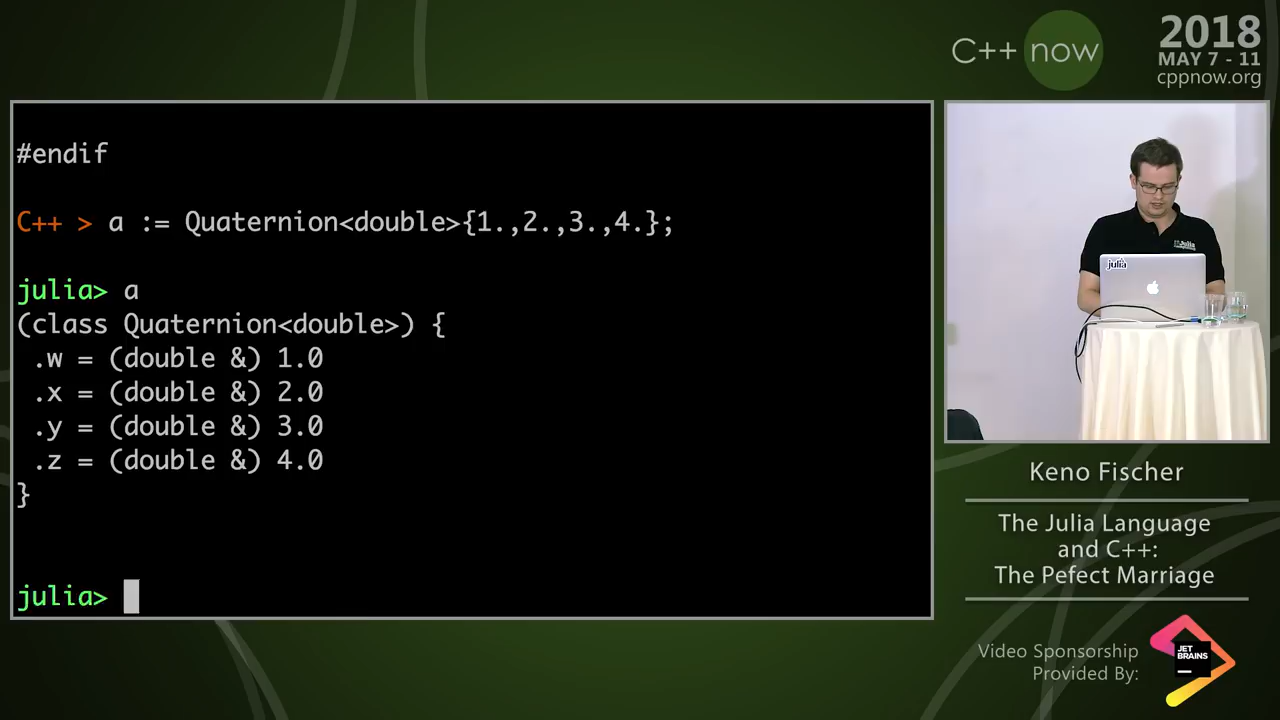 C++ now
2018
MAY 7 - 11
cppnow.org
#endif
C++ > a := Quaternion<double>{1.,2.,3.,4.};
julia> a
(class Quaternion<double>) {
.w = (double &) 1.0
.x = (double &) 2.0
.y = (double &) 3.0
.z = (double &) 4.0
}
julia>
julia
Keno Fischer
The Julia Language
and C++:
The Pefect Marriage
Video Sponsorship
Provided By:
JET
BRAINS